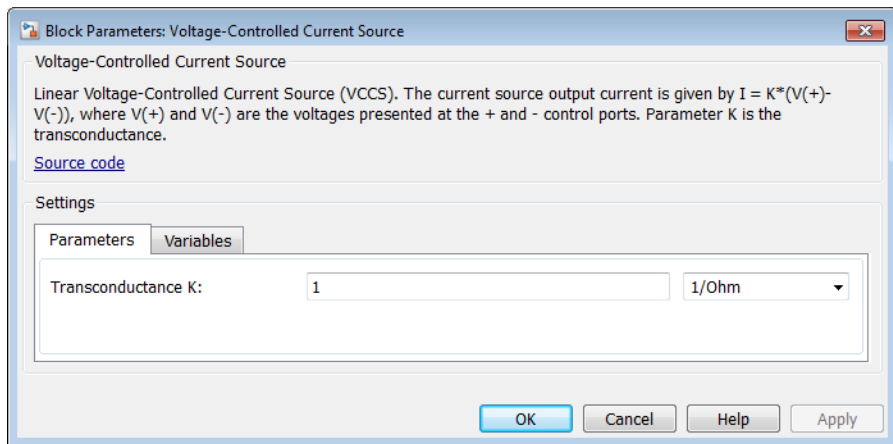 Block Parameters: Voltage-Controlled Current Source
Voltage-Controlled Current Source
Linear Voltage-Controlled Current Source (VCCS). The current source output current is given by I = K*(V(+)-
V(-)), where V(+) and V(-) are the voltages presented at the + and - control ports. Parameter K is the
transconductance.
Source code
Settings
Parameters Variables
Transconductance K: 1 1/Ohm
OK Cancel Help Apply